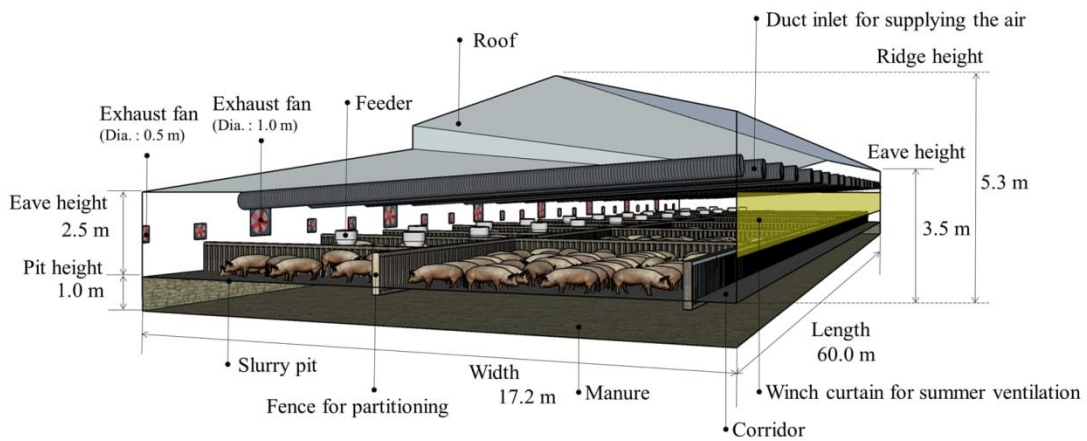 Duct inlet for supplying the air
Roof
Ridge height
Exhaust fan
(Dia. : 0.5 m)
Exhaust fan
(Dia. : 1.0 m)
Feeder
Eave height
5.3 m
Eave height
2.5 m
3.5 m
Pit height
1.0 m
Length
60.0 m
Slurry pit
Width
17.2 m
Manure
Winch curtain for summer ventilation
Fence for partitioning
Corridor